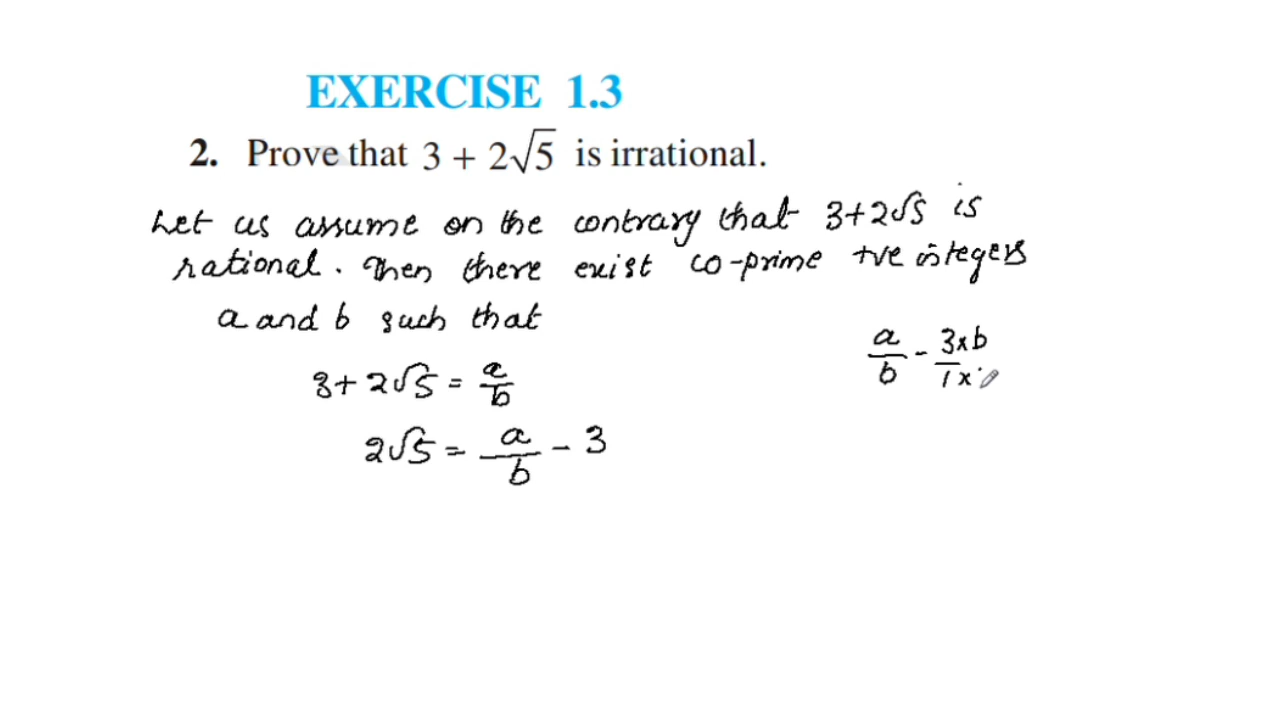 EXERCISE 1.3
2. Prove that 3 + 2√5 is irrational.
Let us assume on the contrary that 3+2√5 is
rational. Then there exist co-prime +ve integers
a and b such that
3+2√5 = a/b
2√5 = a/b - 3
a/b - 3×b/1×